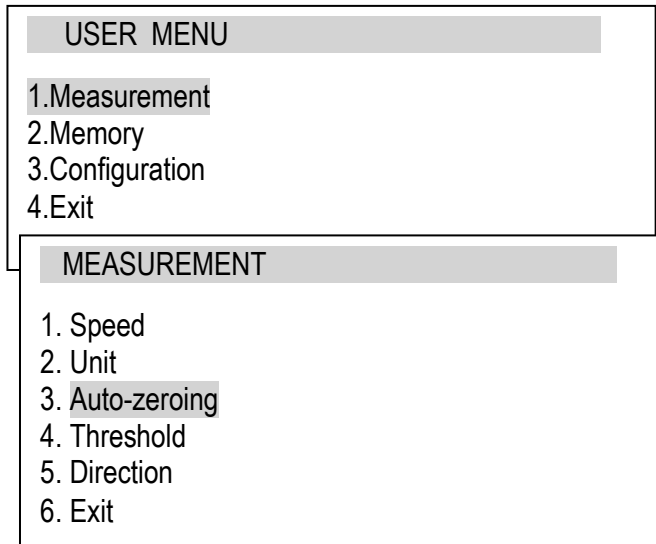 USER MENU
1.Measurement
2.Memory
3.Configuration
4.Exit
MEASUREMENT
1. Speed
2. Unit
3. Auto-zeroing
4. Threshold
5. Direction
6. Exit